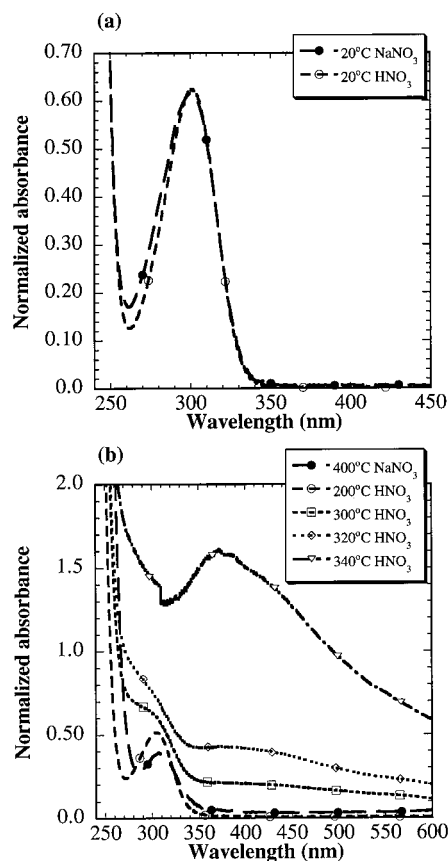 (a)
0.70
0.60
0.50
0.40
0.30
0.20
0.10
0.0
Normalized absorbance
20°C NaNO₃
20°C HNO₃
240 300 350 400 450
Wavelength (nm)
(b)
2.0
1.5
1.0
0.50
0.0
Normalized absorbance
400°C NaNO₃
200°C HNO₃
300°C HNO₃
320°C HNO₃
340°C HNO₃
240 300 350 400 450 500 550 600
Wavelength (nm)